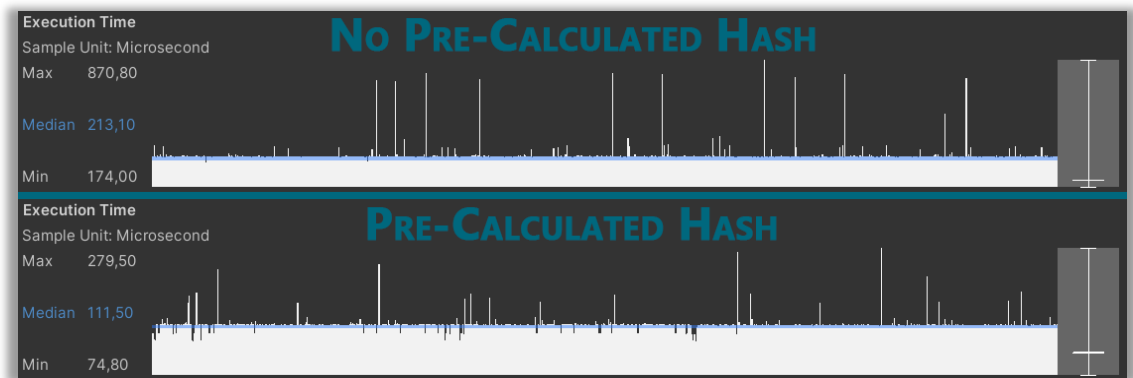 Execution Time
No Pre-Calculated Hash
Sample Unit: Microsecond
Max 870,80
Median 213,10
Min 174,00
Execution Time
Pre-Calculated Hash
Sample Unit: Microsecond
Max 279,50
Median 111,50
Min 74,80